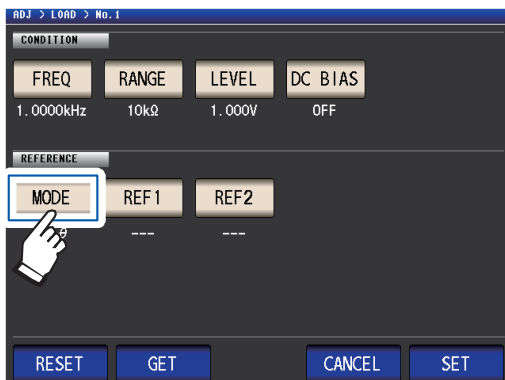 ADJ > LOAD > No.1
CONDITION
FREQ RANGE LEVEL DC BIAS
1.0000kHz 10kΩ 1.000V OFF
REFERENCE
MODE REF1 REF2
θ --- ---
RESET GET CANCEL SET